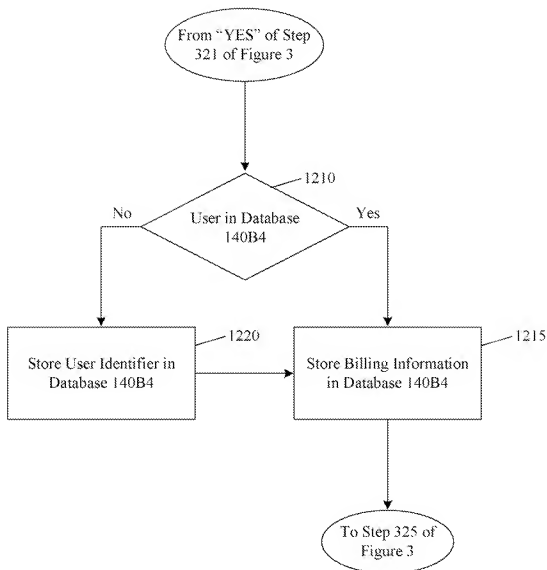 From “YES” of Step
321 of Figure 3
1210
No
Yes
User in Database
140B4
1220
1215
Store User Identifier in
Database 140B4
Store Billing Information
in Database 140B4
To Step 325 of
Figure 3